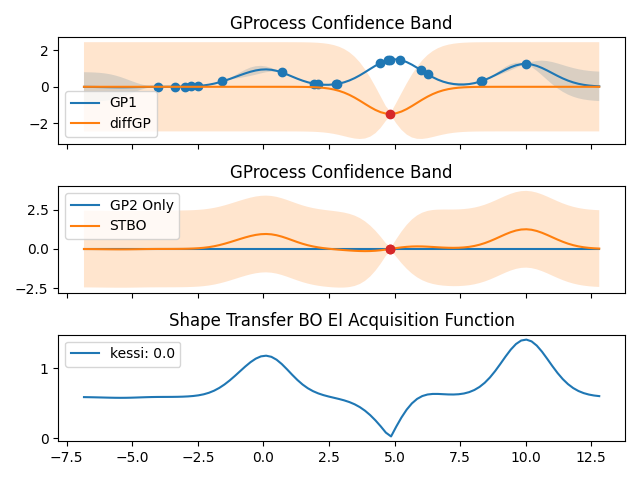 GProcess Confidence Band
2
0
−2
GP1
diffGP
GProcess Confidence Band
2.5
0.0
−2.5
GP2 Only
STBO
Shape Transfer BO EI Acquisition Function
1
0
kessi: 0.0
−7.5 −5.0 −2.5 0.0 2.5 5.0 7.5 10.0 12.5